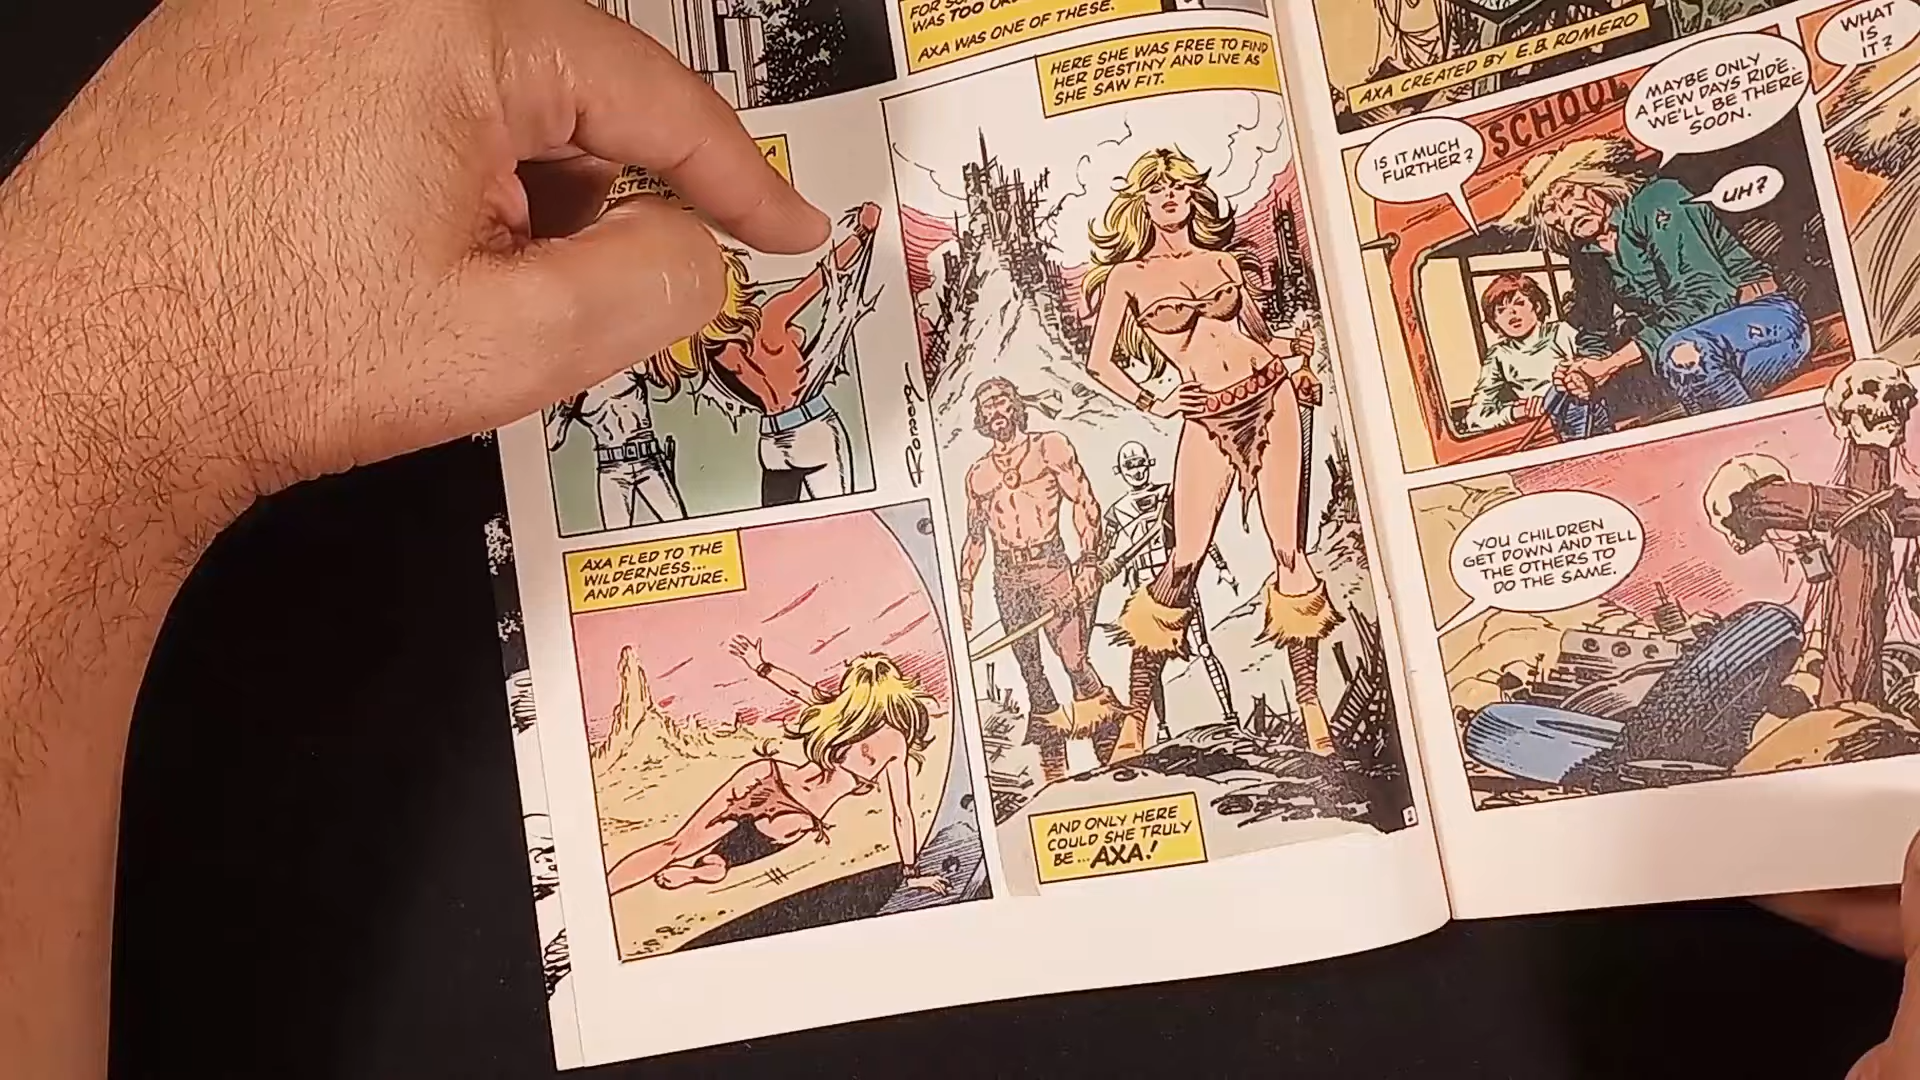 FOR
WAS TOO
AXA WAS ONE OF THESE.
A
HERE SHE WAS FREE TO FIND
HER DESTINY AND LIVE AS
SHE SAW FIT.
Romero
AXA FLED TO THE
WILDERNESS...
AND ADVENTURE.
AND ONLY HERE
COULD SHE TRULY
BE... AXA!
AXA CREATED BY E.B. ROMERO
SCHOOL
IS IT MUCH
FURTHER?
MAYBE ONLY
A FEW DAYS RIDE.
WE'LL BE THERE
SOON.
UH?
WHAT
IS
IT?
YOU CHILDREN
GET DOWN AND TELL
THE OTHERS TO
DO THE SAME.